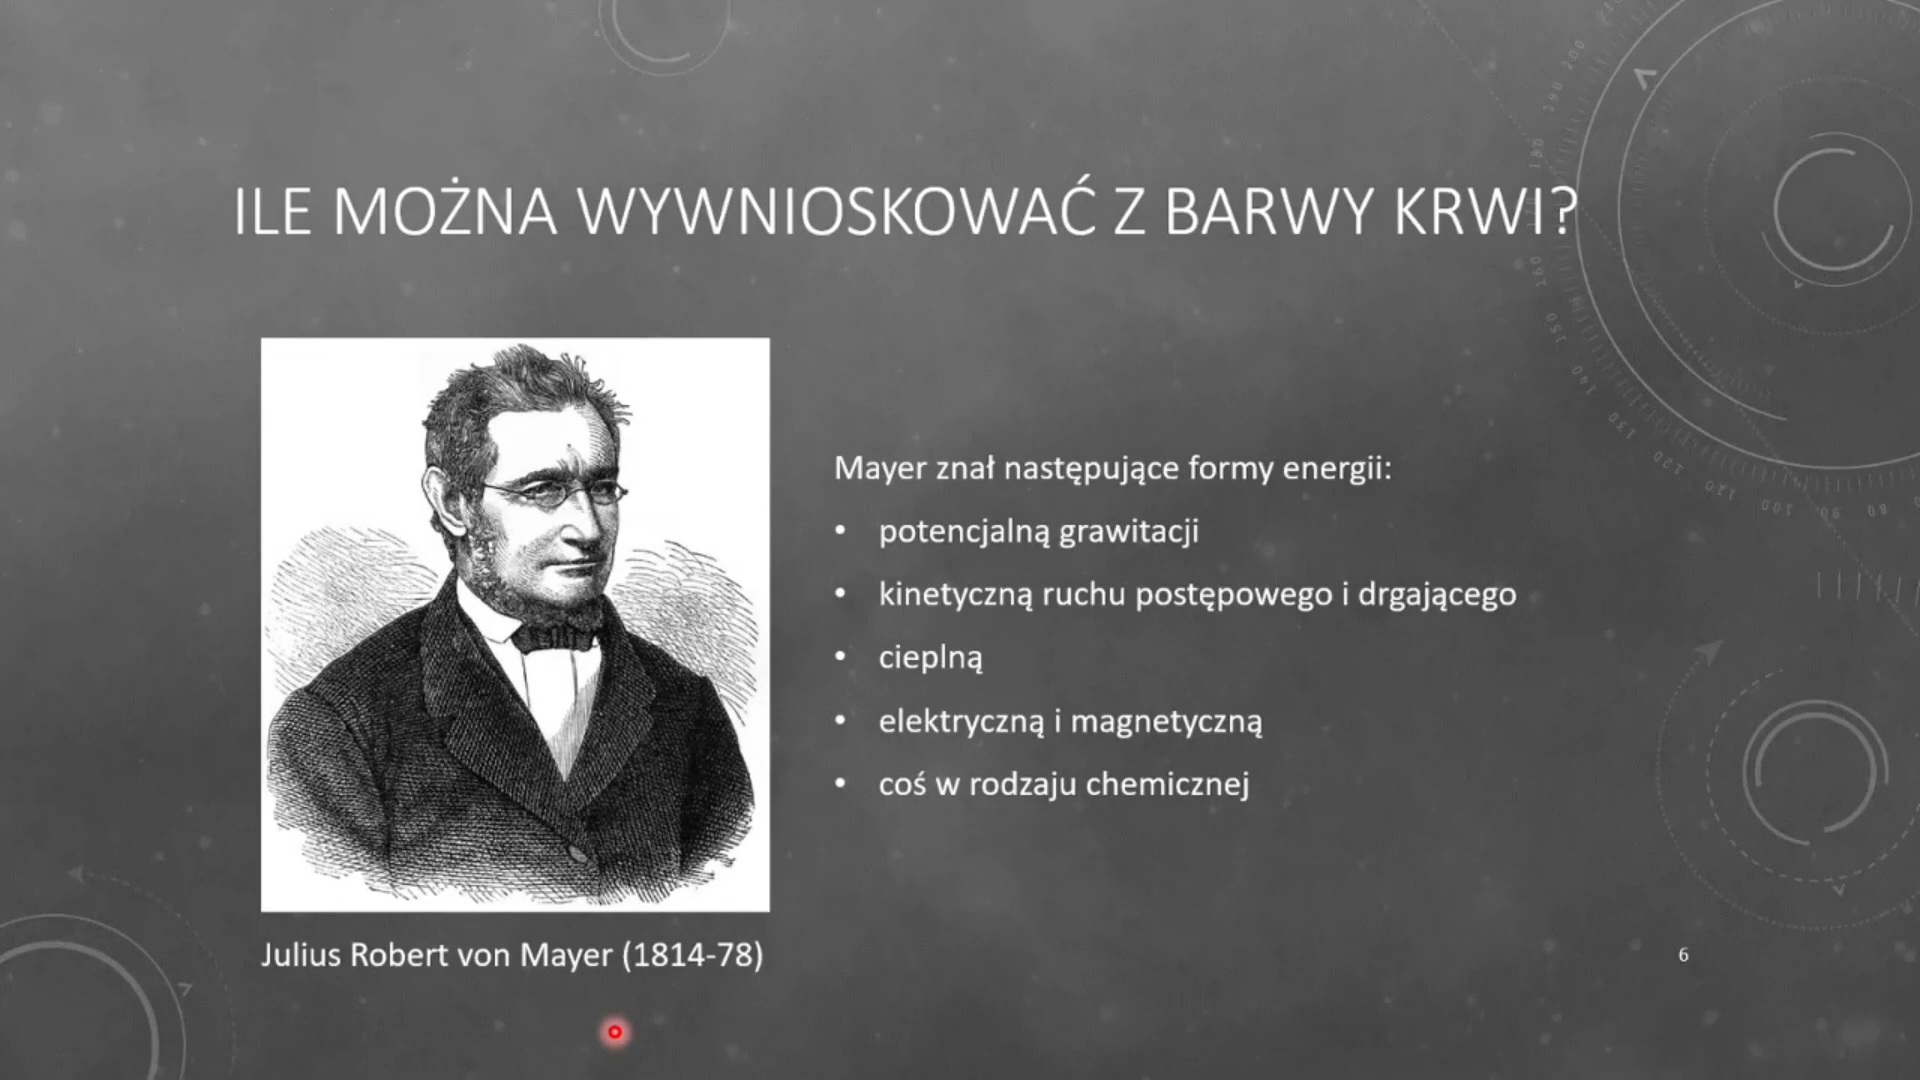 ILE MOŻNA WYWNIOSKOWAĆ Z BARWY KRWI?
Mayer znał następujące formy energii:
• potencjalną grawitacji
• kinetyczną ruchu postępowego i drgającego
• cieplną
• elektryczną i magnetyczną
• coś w rodzaju chemicznej
Julius Robert von Mayer (1814-78)
6